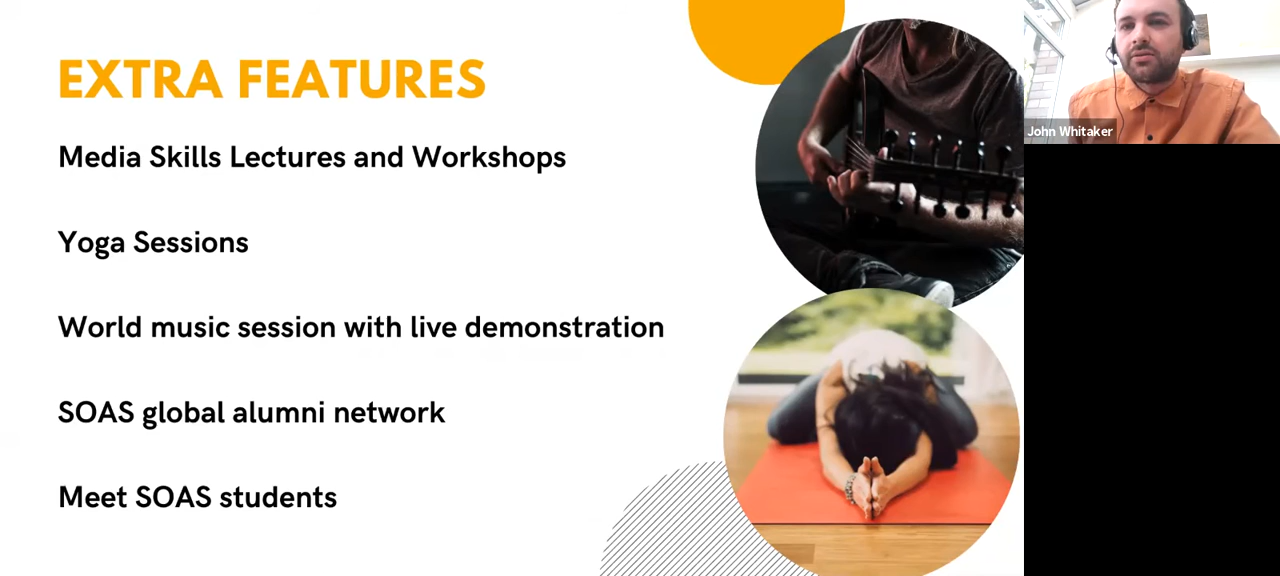 EXTRA FEATURES
Media Skills Lectures and Workshops
Yoga Sessions
World music session with live demonstration
SOAS global alumni network
Meet SOAS students
John Whitaker